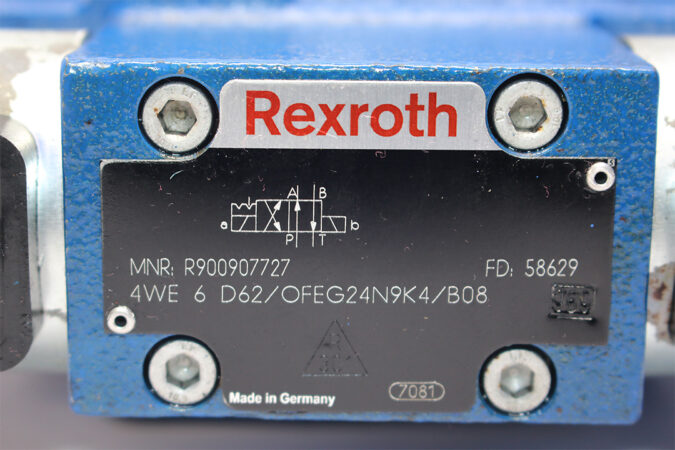 Rexroth
A B
a b
P T
MNR: R900907727 FD: 58629
4WE 6 D62/OFEG24N9K4/B08
Made in Germany 7081